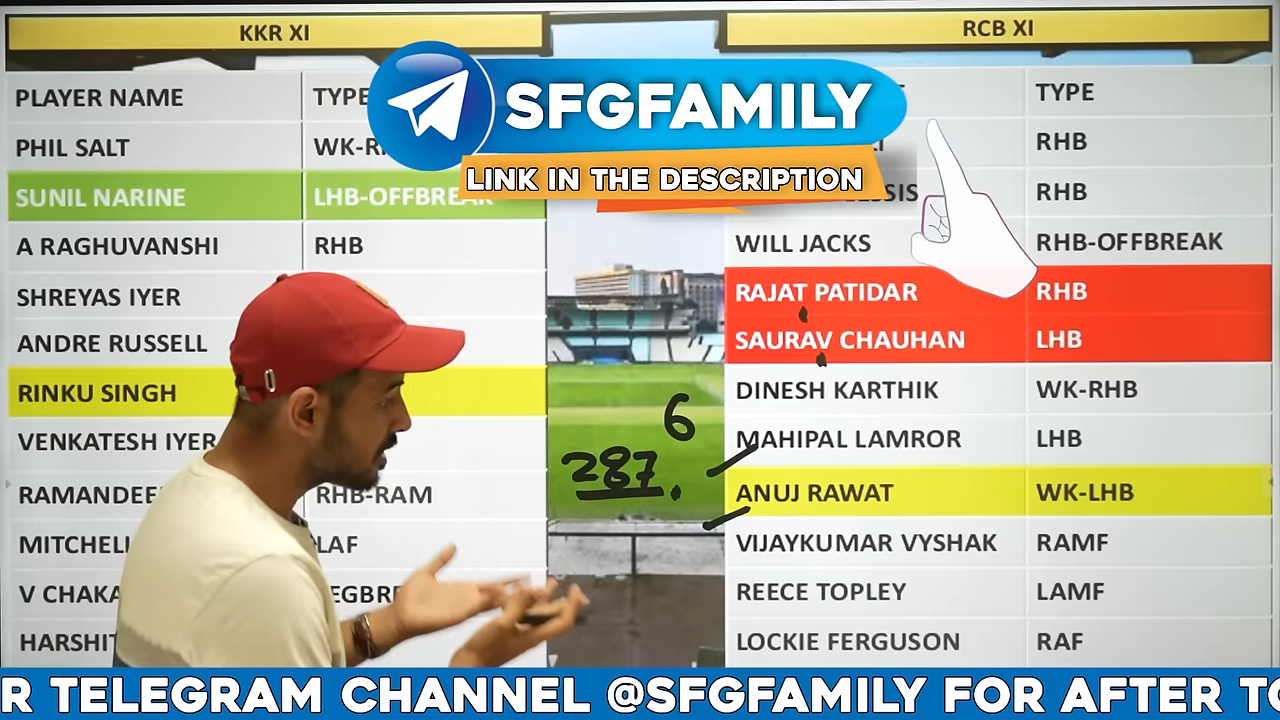 KKR XI
RCB XI
SFGFAMILY
LINK IN THE DESCRIPTION
PLAYER NAME TYPE
PHIL SALT
SUNIL NARINE LHB-OFFBREAK
A RAGHUVANSHI RHB
SHREYAS IYER
ANDRE RUSSELL
RINKU SINGH
VENKATESH IYER
RHB-RAM
LAF
V
TYPE
RHB
RHB
WILL JACKS RHB-OFFBREAK
RAJAT PATIDAR RHB
SAURAV CHAUHAN LHB
DINESH KARTHIK WK-RHB
MAHIPAL LAMROR LHB
ANUJ RAWAT WK-LHB
VIJAYKUMAR VYSHAK RAMF
REECE TOPLEY LAMF
LOCKIE FERGUSON RAF
6
287.
R TELEGRAM CHANNEL @SFGFAMILY FOR AFTER